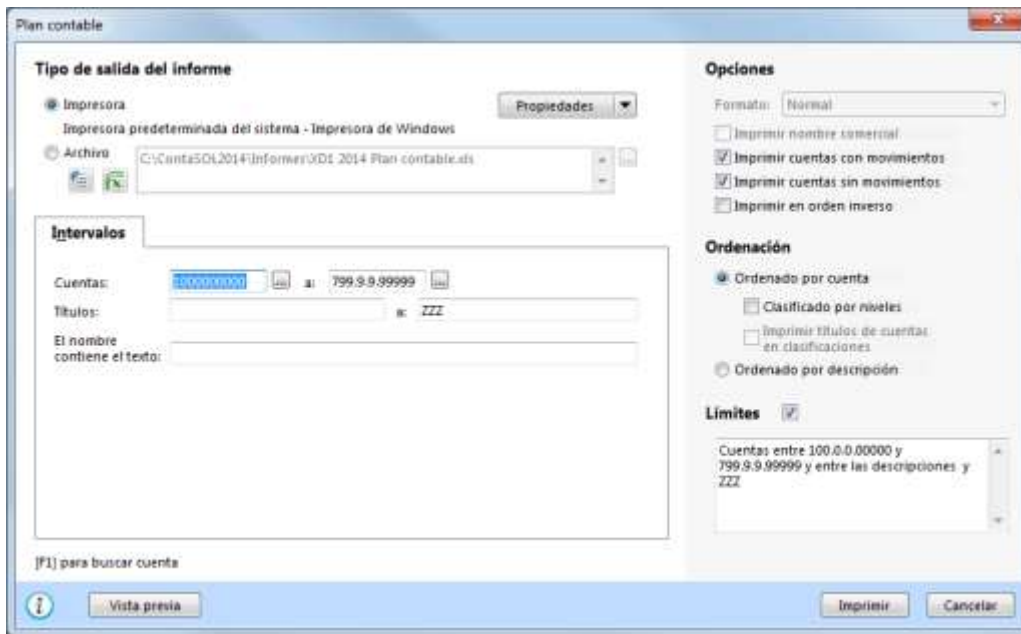 Plan contable
Tipo de salida del informe
Impresora
Propiedades
Impresora predeterminada del sistema - Impresora de Windows
Archivo
C:\ContaSOL2014\Informes\XD1 2014 Plan contable.xls
Intervalos
Cuentas: 1000000000 ... a: 799.9.9.99999 ...
Títulos: a: ZZZ
El nombre
contiene el texto:
[F1] para buscar cuenta
Opciones
Formato: Normal
Imprimir nombre comercial
Imprimir cuentas con movimientos
Imprimir cuentas sin movimientos
Imprimir en orden inverso
Ordenación
Ordenado por cuenta
Clasificado por niveles
Imprimir títulos de cuentas
en clasificaciones
Ordenado por descripción
Límites
Cuentas entre 100.0.0.00000 y
799.9.9.99999 y entre las descripciones y
ZZZ
Vista previa
Imprimir
Cancelar